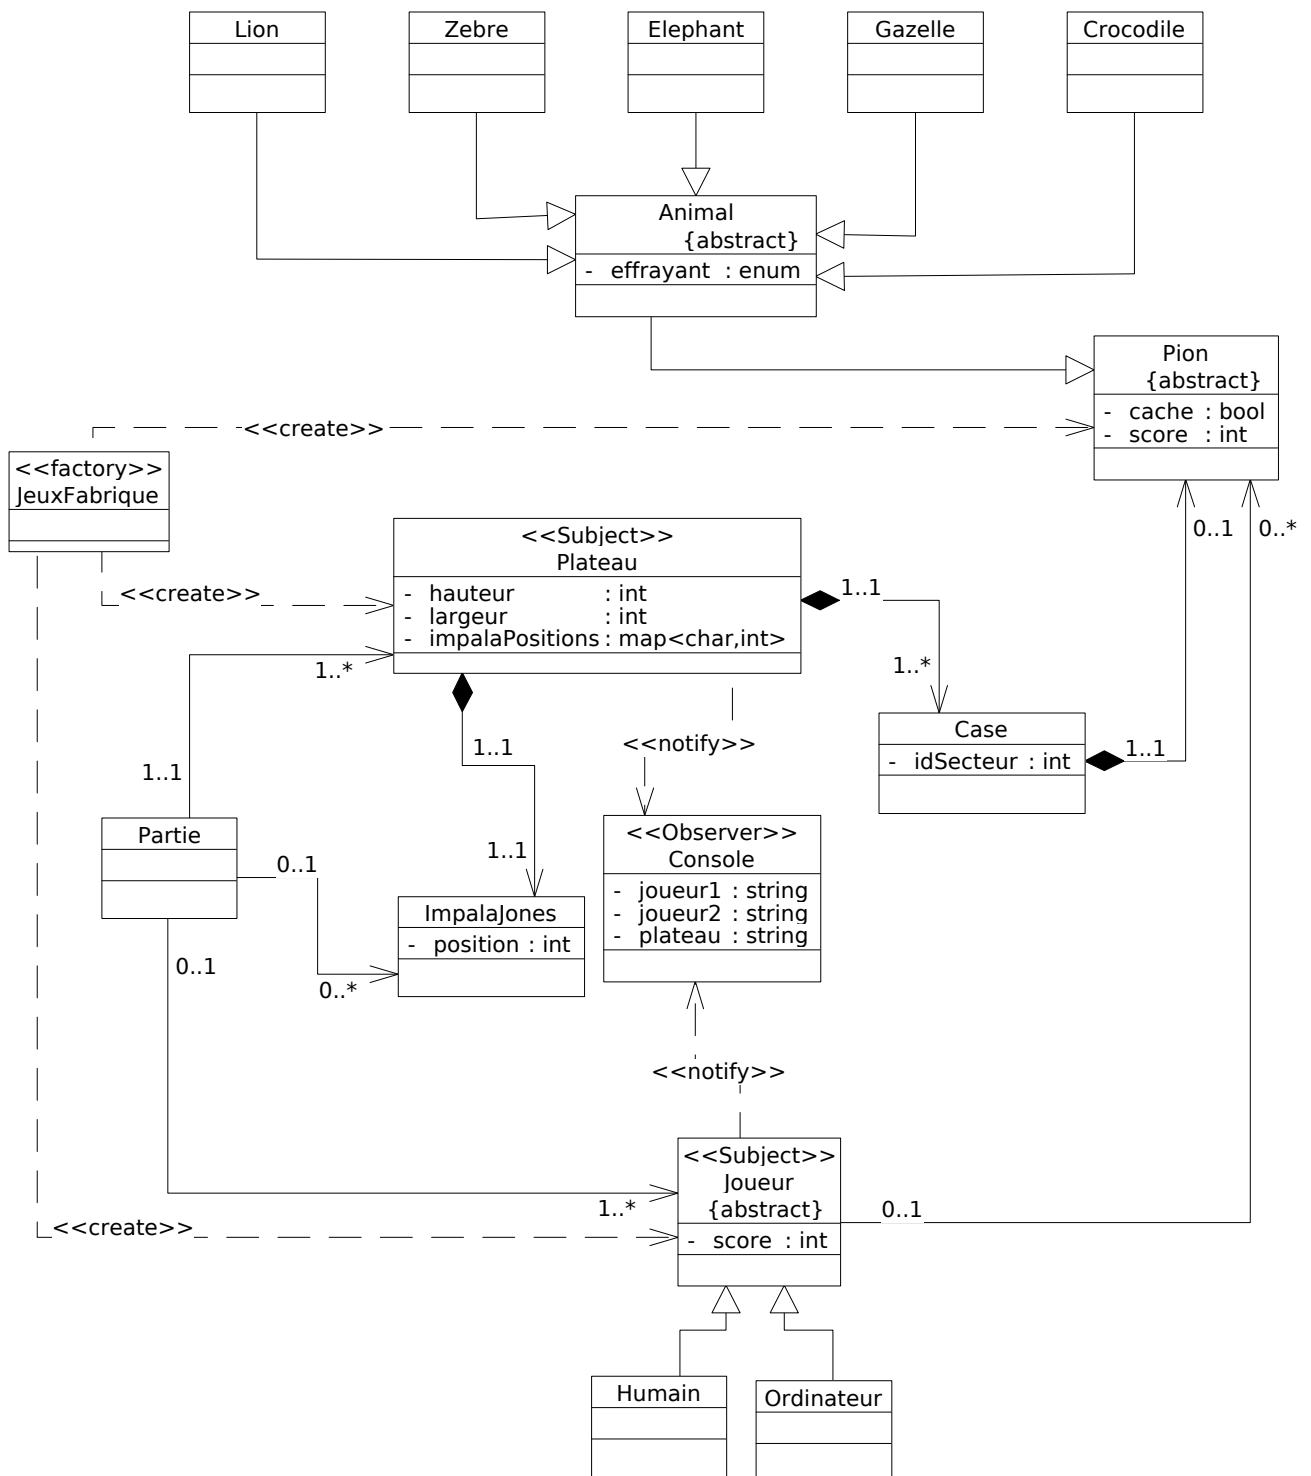 Lion
Zebre
Elephant
Gazelle
Crocodile
Animal
{abstract}
- effrayant : enum
Pion
{abstract}
- cache : bool
- score : int
<<create>>
<<factory>>
JeuxFabrique
<<Subject>>
Plateau
- hauteur : int
- largeur : int
- impalaPositions : map<char,int>
0..1
0..*
<<create>>
1..1
1..*
1..*
Case
- idSecteur : int
1..1
<<notify>>
1..1
1..1
Partie
0..1
1..1
<<Observer>>
Console
- joueur1 : string
- joueur2 : string
- plateau : string
ImpalaJones
- position : int
0..1
0..*
<<notify>>
<<Subject>>
Joueur
{abstract}
- score : int
1..*
0..1
<<create>>
Humain
Ordinateur